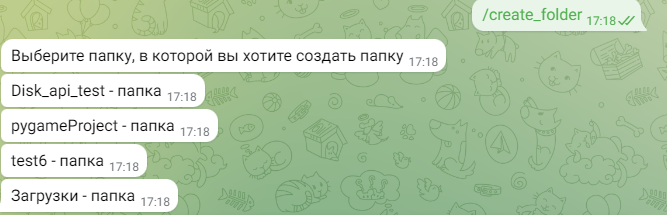 /create_folder 17:18
Выберите папку, в которой вы хотите создать папку 17:18
Disk_api_test - папка 17:18
pygameProject - папка 17:18
test6 - папка 17:18
Загрузки - папка 17:18